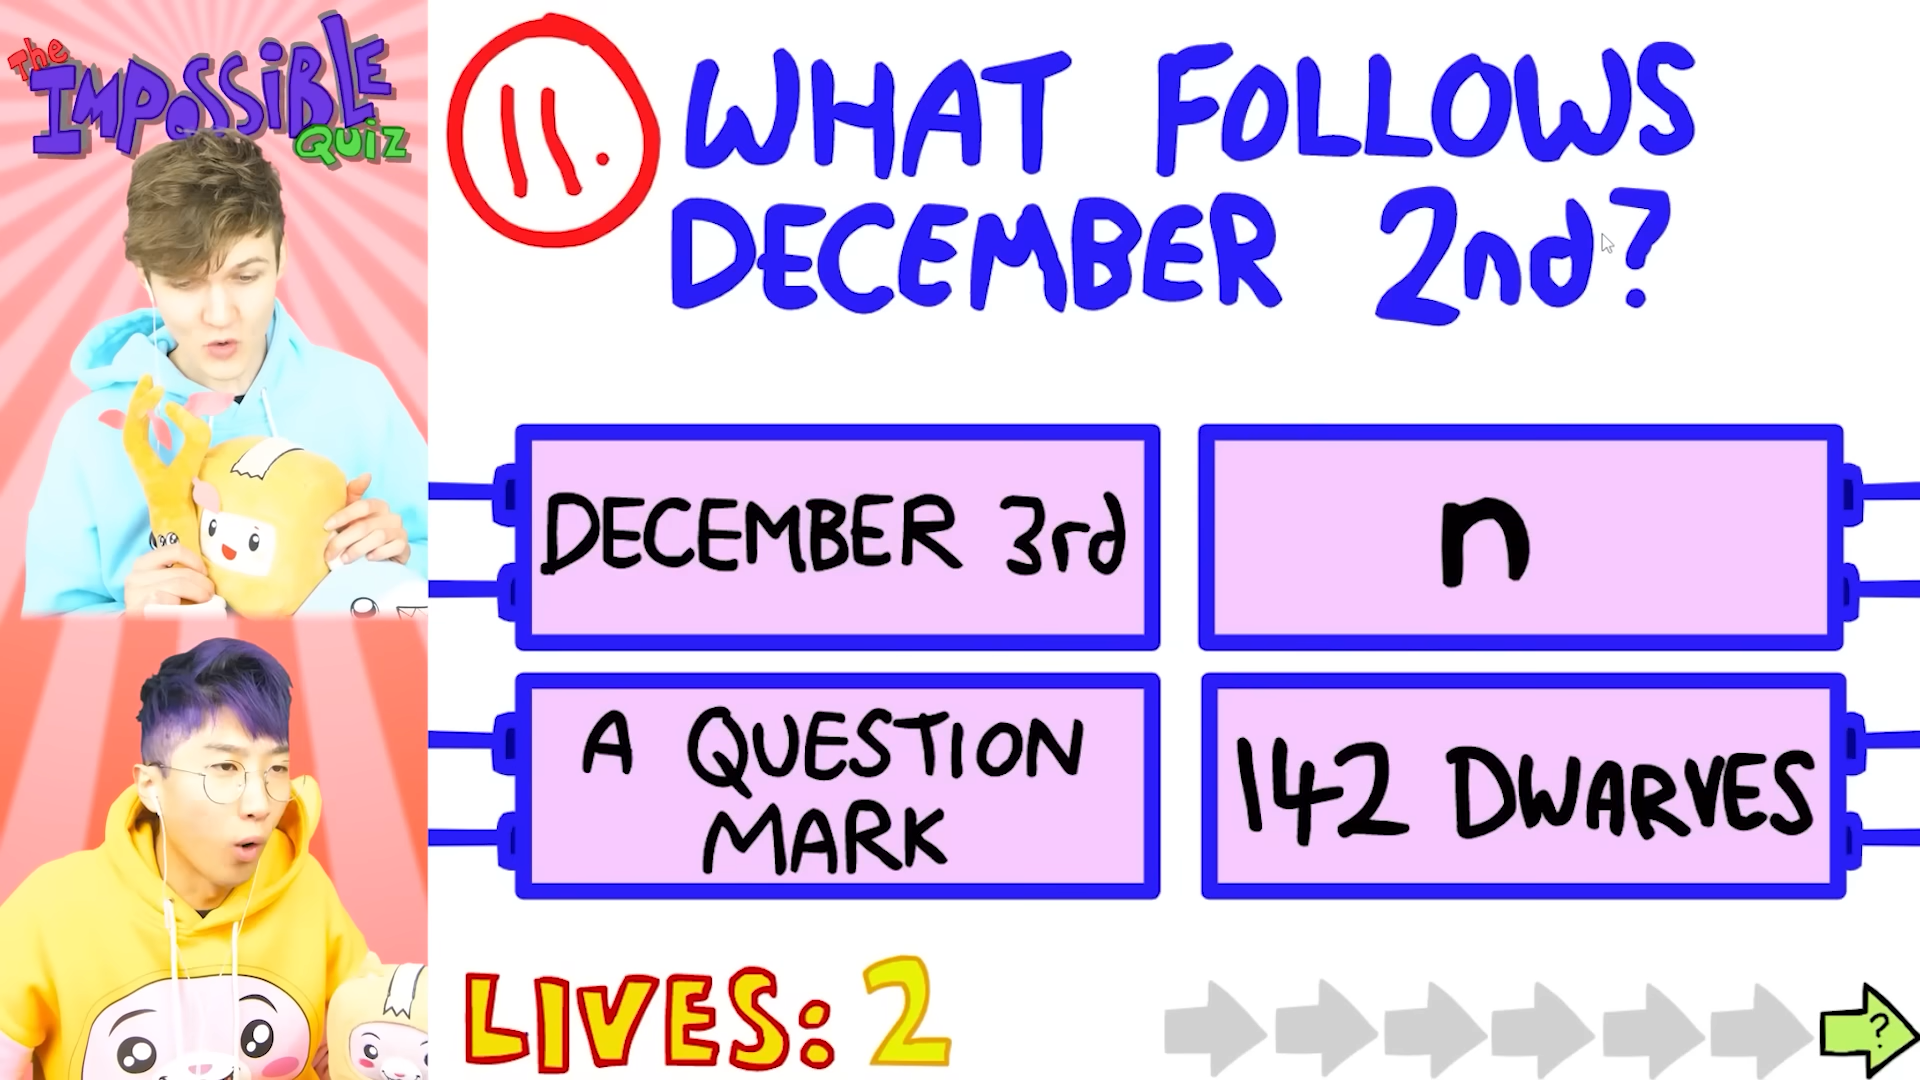 The
IMPOSSIBLE
QUIZ
11.
WHAT FOLLOWS
DECEMBER 2nd?
DECEMBER 3rd
n
A QUESTION
MARK
142 DWARVES
LIVES: 2
?